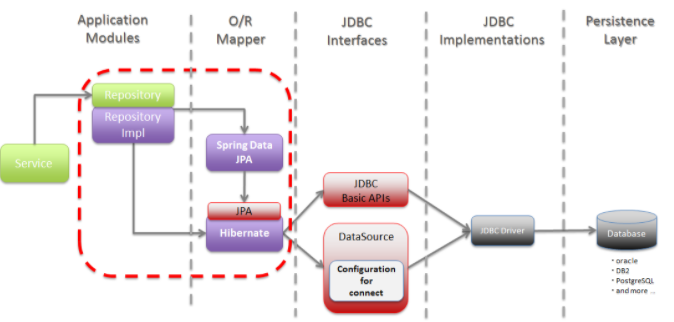 Application
Modules
O/R
Mapper
JDBC
Interfaces
JDBC
Implementations
Persistence
Layer
Repository
Repository
Impl
Service
Spring Data
JPA
JPA
Hibernate
JDBC
Basic APIs
DataSource
Configuration
for
connect
JDBC Driver
Database
• oracle
• DB2
• PostgreSQL
• and more ...